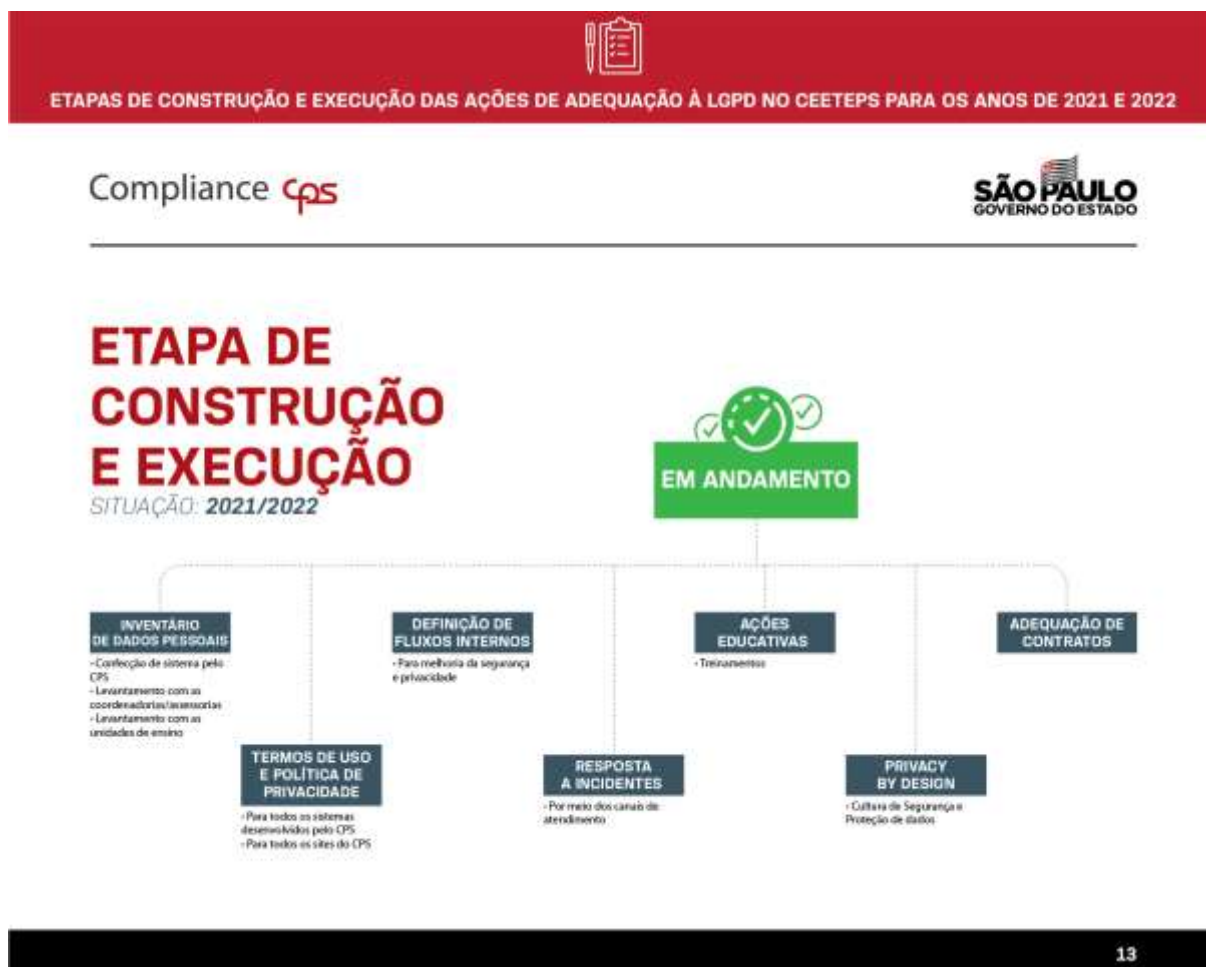 ETAPAS DE CONSTRUÇÃO E EXECUÇÃO DAS AÇÕES DE ADEQUAÇÃO À LGPD NO CEETEPS PARA OS ANOS DE 2021 E 2022
Compliance cps
SÃO PAULO
GOVERNO DO ESTADO
ETAPA DE
CONSTRUÇÃO
E EXECUÇÃO
SITUAÇÃO: 2021/2022
EM ANDAMENTO
INVENTÁRIO
DE DADOS PESSOAIS
- Confecção de sistema pelo
CPS
- Levantamento com as
coordenadorias/assessorias
- Levantamento com as
unidades de ensino
TERMOS DE USO
E POLÍTICA DE
PRIVACIDADE
- Para todos os sistemas
desenvolvidos pelo CPS
- Para todos os sites do CPS
DEFINIÇÃO DE
FLUXOS INTERNOS
- Para melhoria da segurança
e privacidade
RESPOSTA
A INCIDENTES
- Por meio dos canais de
atendimento
AÇÕES
EDUCATIVAS
- Treinamentos
PRIVACY
BY DESIGN
- Cultura de Segurança e
Proteção de dados
ADEQUAÇÃO DE
CONTRATOS
13